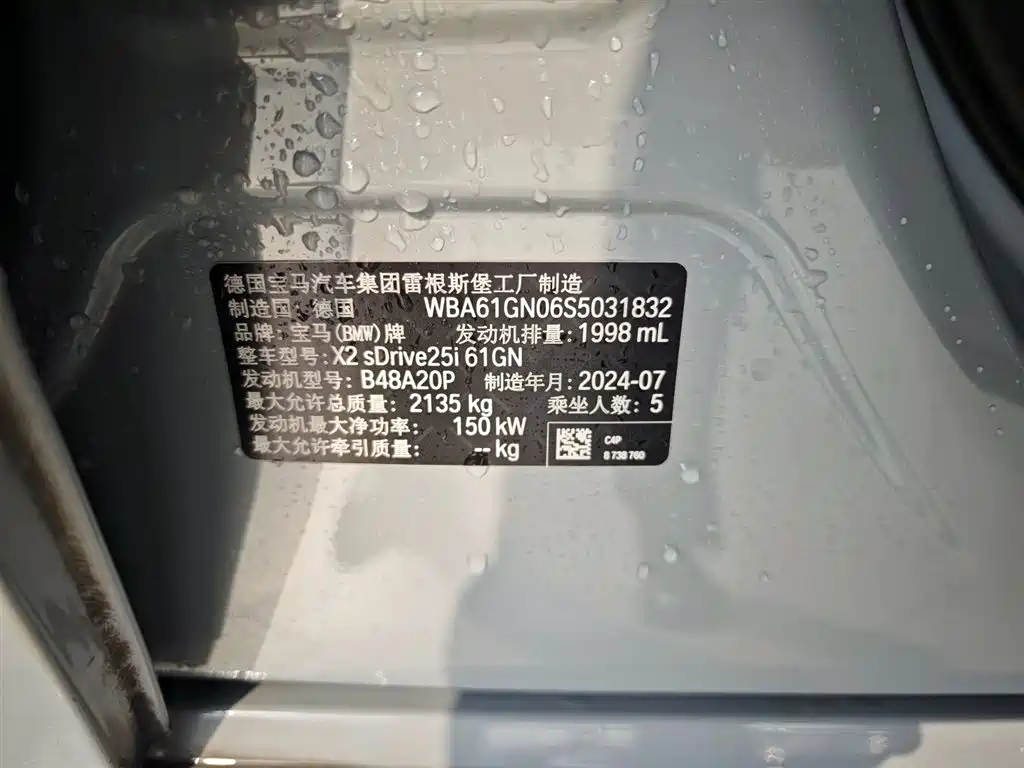 德国宝马汽车集团雷根斯堡工厂制造
制造国：德国 WBA61GN06S5031832
品牌：宝马(BMW)牌 发动机排量：1998 mL
整车型号：X2 sDrive25i 61GN
发动机型号：B48A20P 制造年月：2024-07
最大允许总质量：2135 kg 乘坐人数：5
发动机最大净功率：150 kW
最大允许牵引质量：-- kg
C4P
8 738 760